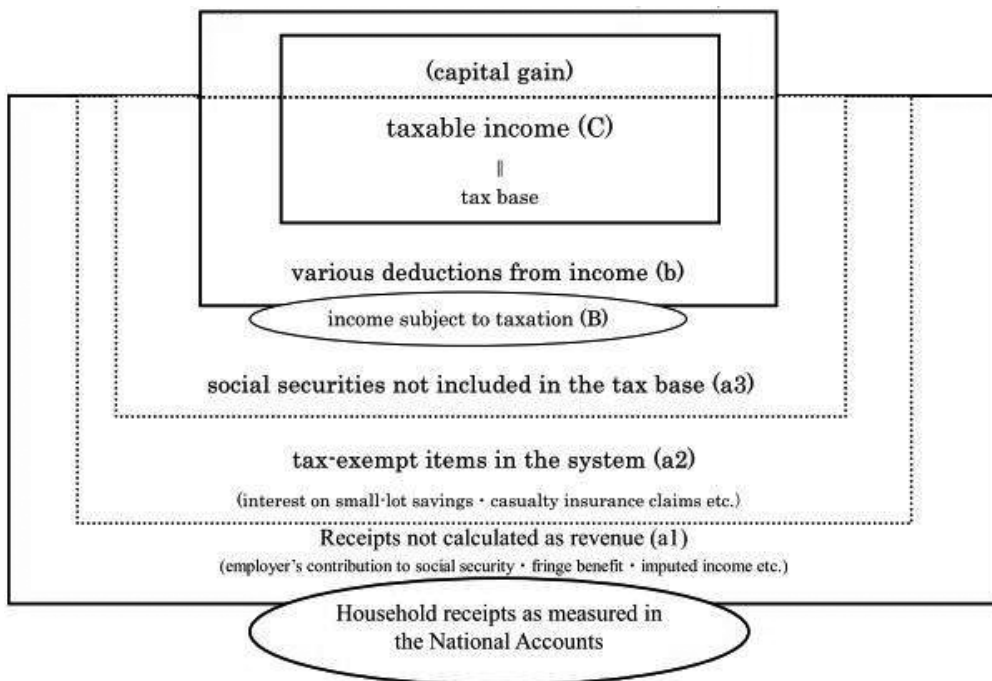 (capital gain)
taxable income (C)
||
tax base
various deductions from income (b)
income subject to taxation (B)
social securities not included in the tax base (a3)
tax-exempt items in the system (a2)
(interest on small-lot savings・casualty insurance claims etc.)
Receipts not calculated as revenue (a1)
(employer's contribution to social security・fringe benefit・imputed income etc.)
Household receipts as measured in
the National Accounts